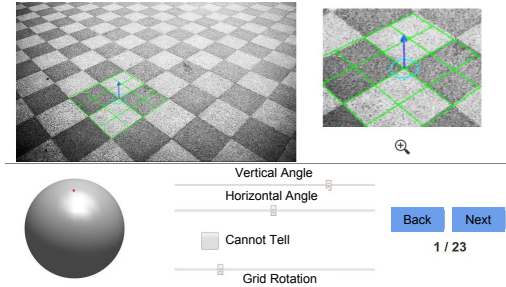 Vertical Angle
Horizontal Angle
Cannot Tell
Grid Rotation
Back
Next
1 / 23